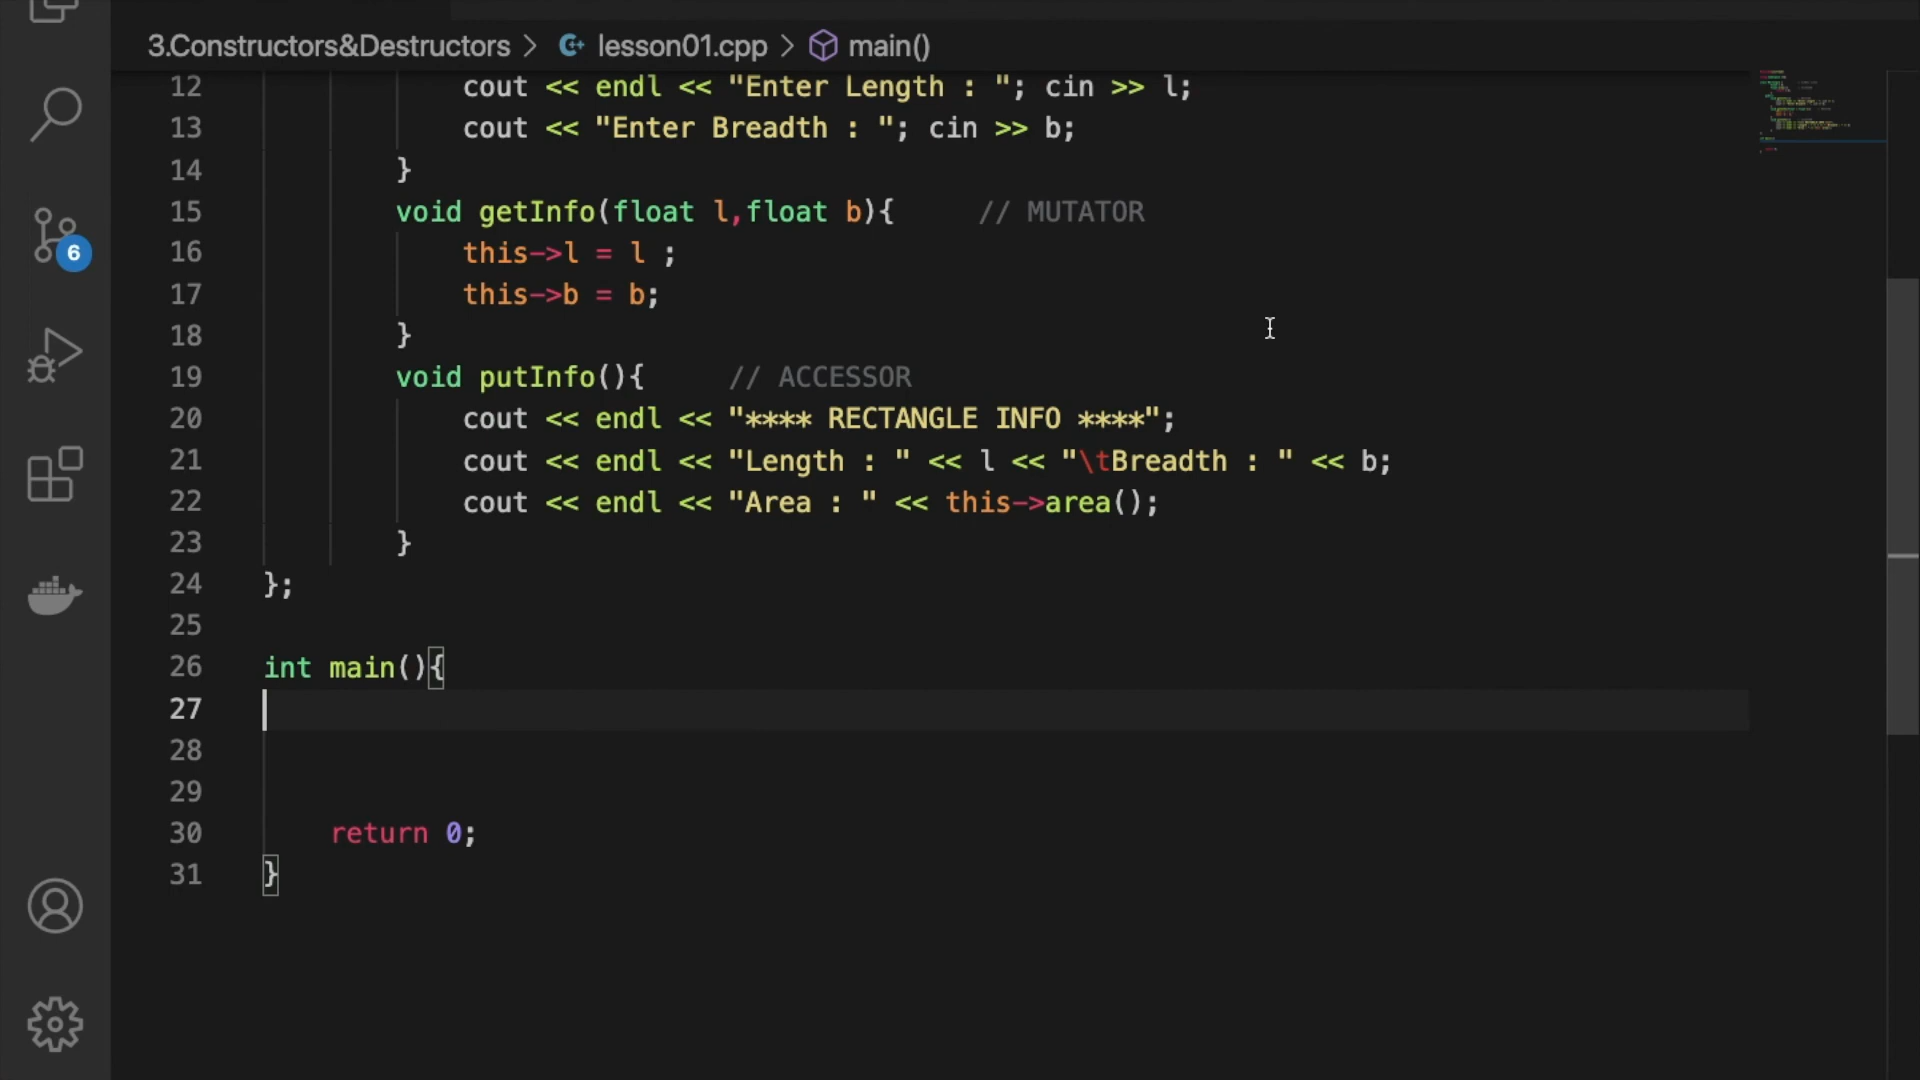 3.Constructors&Destructors > lesson01.cpp > main()
12 cout << endl << "Enter Length : "; cin >> l;
13 cout << "Enter Breadth : "; cin >> b;
14 }
15 void getInfo(float l,float b){ // MUTATOR
16 this->l = l ;
17 this->b = b;
18 }
19 void putInfo(){ // ACCESSOR
20 cout << endl << "**** RECTANGLE INFO ****";
21 cout << endl << "Length : " << l << "\tBreadth : " << b;
22 cout << endl << "Area : " << this->area();
23 }
24 };
25
26 int main(){
27
28
29
30 return 0;
31 }
6